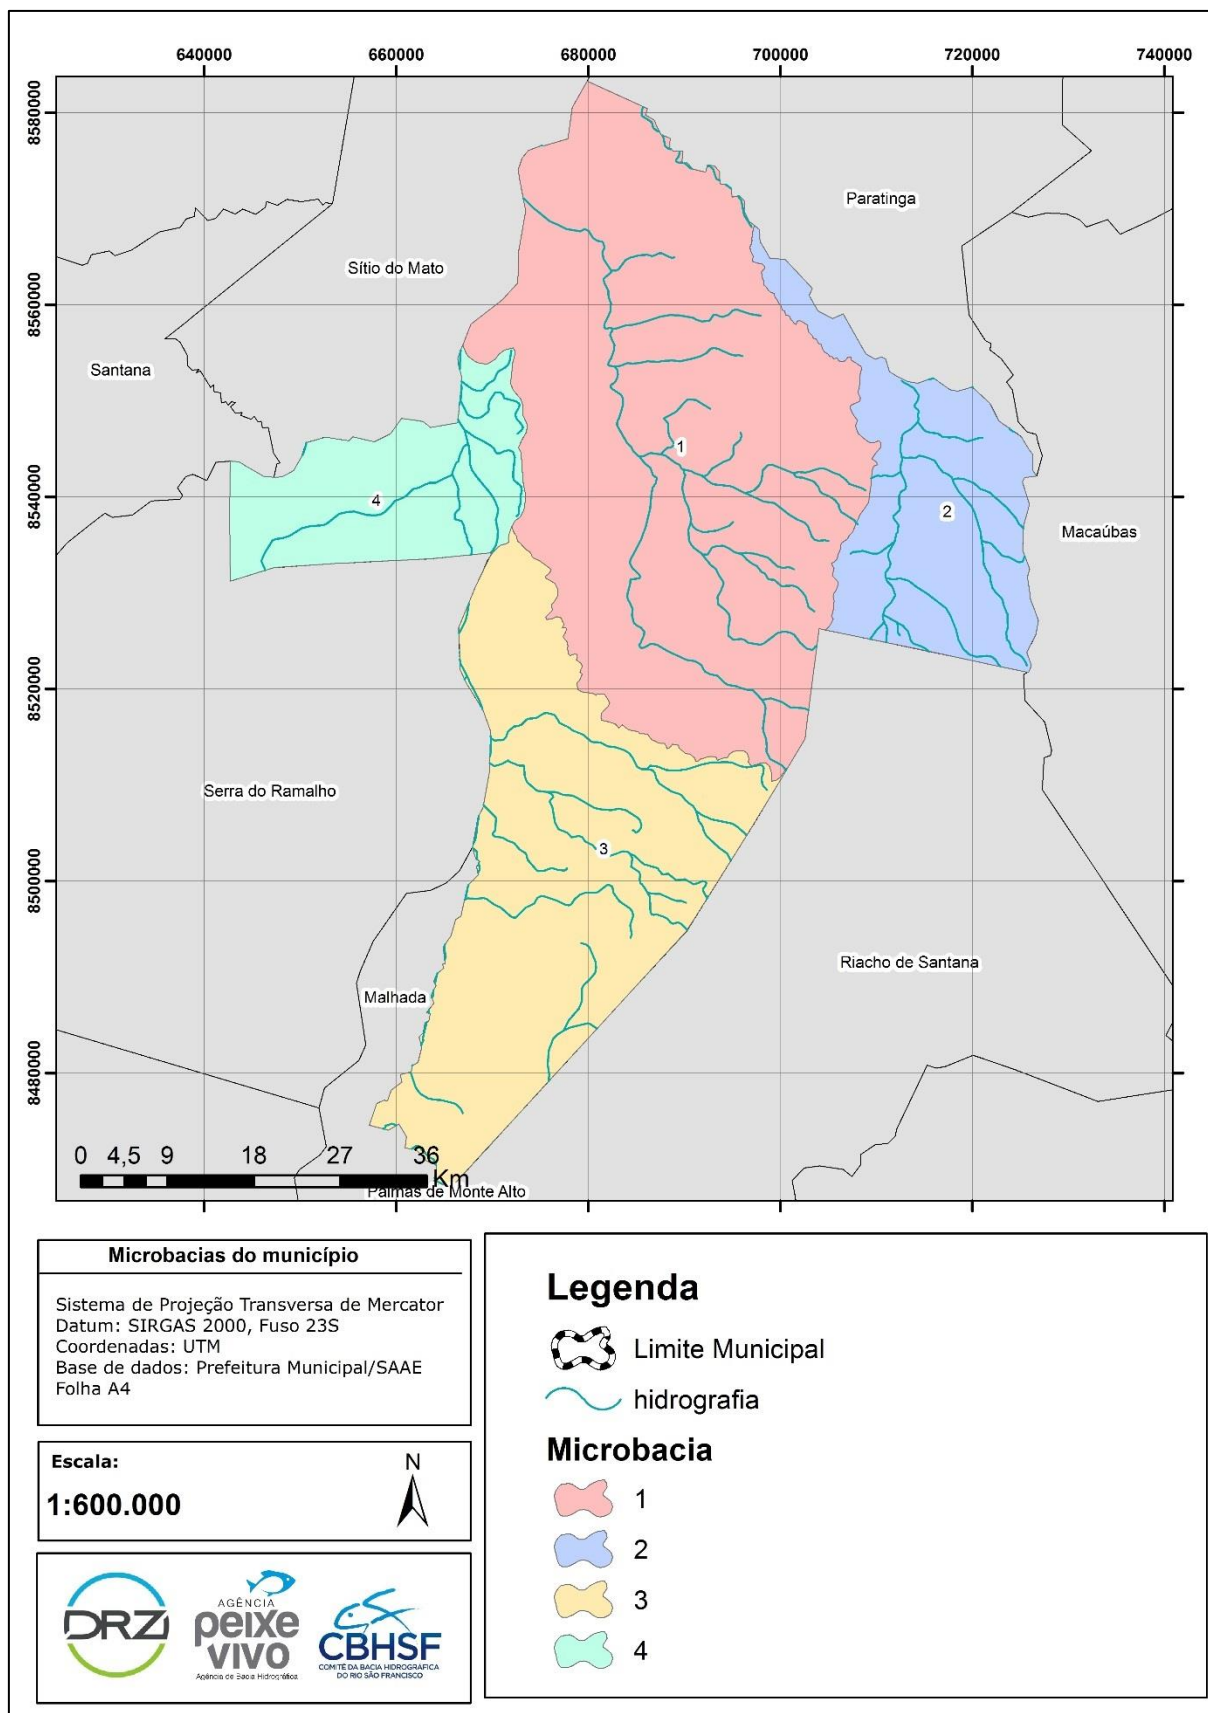 640000 660000 680000 700000 720000 740000
8580000
Paratinga
Sítio do Mato
8560000
Santana
1
8540000
4
2
Macaúbas
8520000
Serra do Ramalho
3
8500000
Riacho de Santana
Malhada
8480000
0 4,5 9 18 27 36
Km
Palmas de Monte Alto
Microbacias do município
Sistema de Projeção Transversa de Mercator
Datum: SIRGAS 2000, Fuso 23S
Coordenadas: UTM
Base de dados: Prefeitura Municipal/SAAE
Folha A4
Escala:
1:600.000
N
DRZ
AGÊNCIA
peixe
vivo
Agência de Bacia Hidrográfica
CBHSF
COMITÊ DA BACIA HIDROGRÁFICA
DO RIO SÃO FRANCISCO
Legenda
Limite Municipal
hidrografia
Microbacia
1
2
3
4